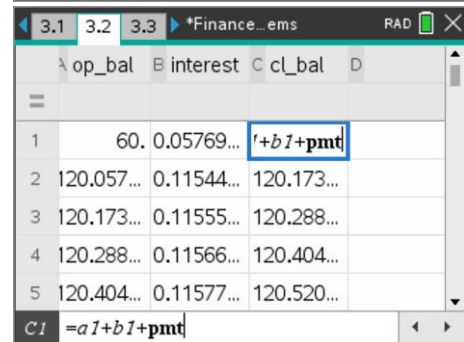 3.1 3.2 3.3 *Finance...ems RAD
A op_bal B interest C cl_bal D
=
1 60. 0.05769... 1+b1+pmt
2 120.057... 0.11544... 120.173...
3 120.173... 0.11555... 120.288...
4 120.288... 0.11566... 120.404...
5 120.404... 0.11577... 120.520...
C1 =a1+b1+pmt